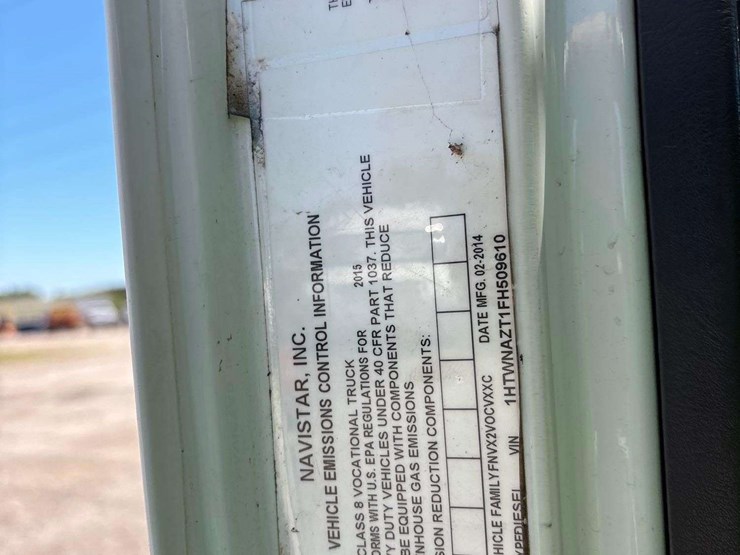 NAVISTAR, INC.
VEHICLE EMISSIONS CONTROL INFORMATION
CLASS 8 VOCATIONAL TRUCK
ORMS WITH U.S. EPA REGULATIONS FOR 2015
Y DUTY VEHICLES UNDER 40 CFR PART 1037. THIS VEHICLE
BE EQUIPPED WITH COMPONENTS THAT REDUCE
NHOUSE GAS EMISSIONS
SION REDUCTION COMPONENTS:
HICLE FAMILYFNVX2VOCVXXC DATE MFG. 02-2014
YPEDIESEL VIN 1HTWNAZT1FH509610